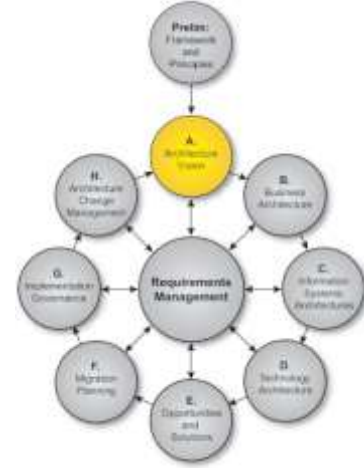 Prelim:
Framework
and
Principles
A.
Architecture
Vision
H.
Architecture
Change
Management
B.
Business
Architecture
G.
Implementation
Governance
Requirements
Management
C.
Information
Systems
Architectures
F.
Migration
Planning
D.
Technology
Architecture
E.
Opportunities
and
Solutions